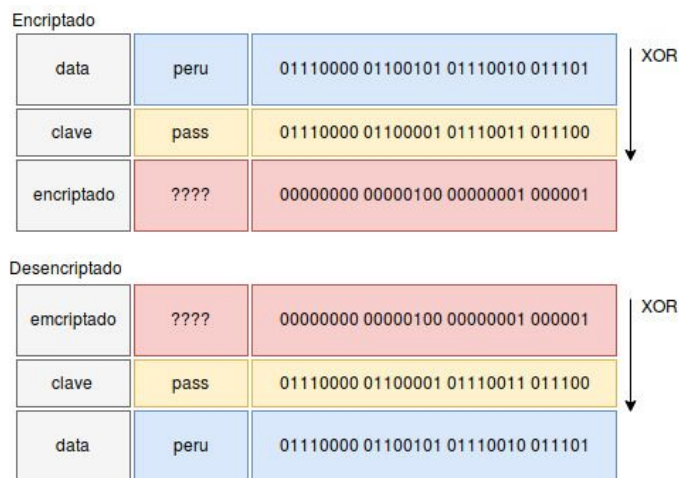 Encriptado
data peru 01110000 01100101 01110010 011101 XOR
clave pass 01110000 01100001 01110011 011100
encriptado ???? 00000000 00000100 00000001 000001
Desencriptado
emcriptado ???? 00000000 00000100 00000001 000001 XOR
clave pass 01110000 01100001 01110011 011100
data peru 01110000 01100101 01110010 011101